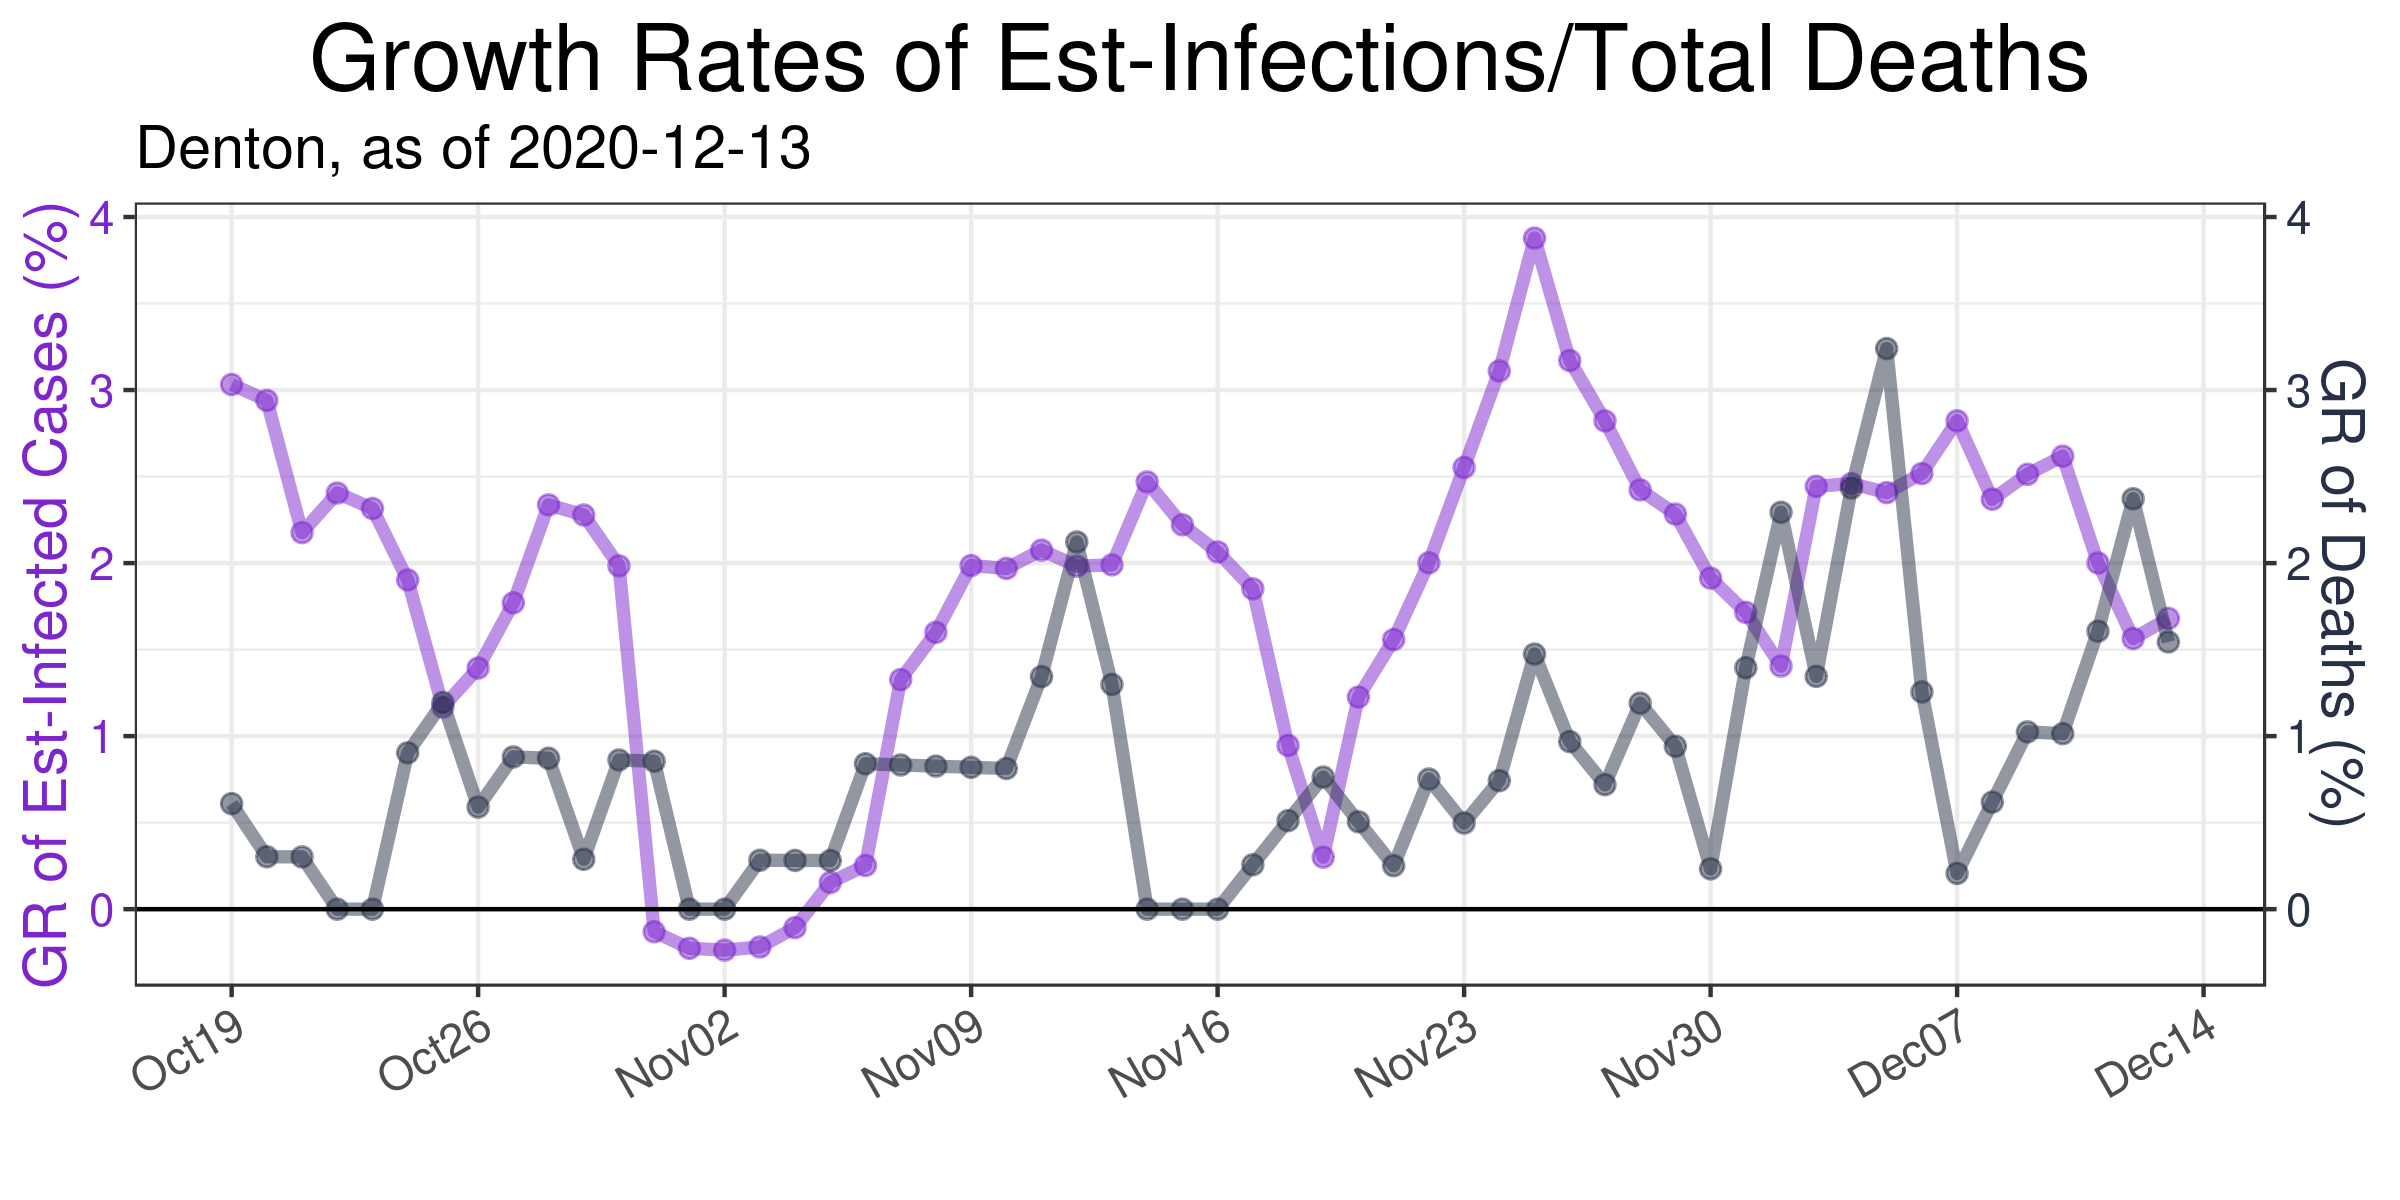 Growth Rates of Est-Infections/Total Deaths
Denton, as of 2020-12-13
GR of Est-Infected Cases (%)
4
3
2
1
0
4
3
2
1
0
GR of Deaths (%)
Oct19
Oct26
Nov02
Nov09
Nov16
Nov23
Nov30
Dec07
Dec14